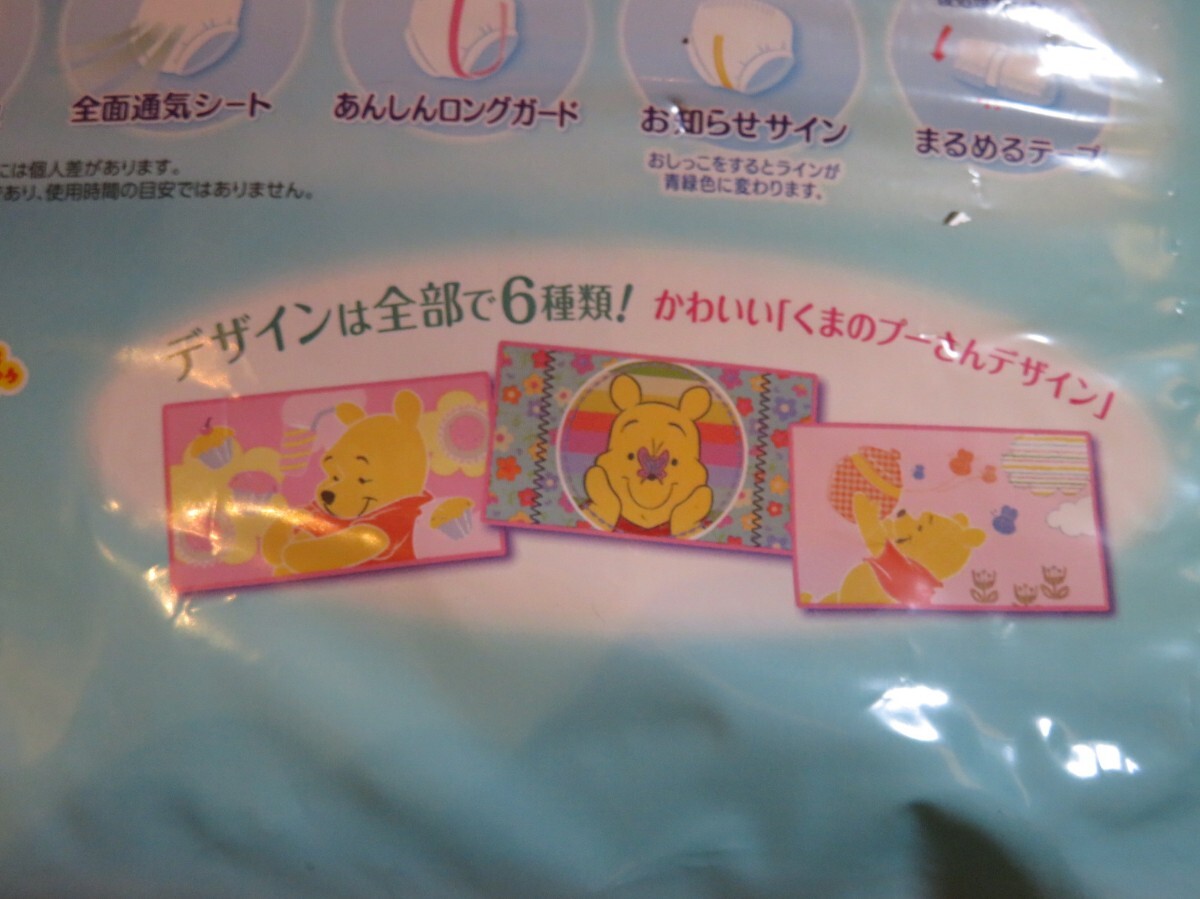 全面通気シート
あんしんロングガード
お知らせサイン
おしっこをするとラインが
青緑色に変わります。
まるめるテープ
には個人差があります。
であり、使用時間の目安ではありません。
デザインは全部で6種類!
かわいい「くまのプーさんデザイン」